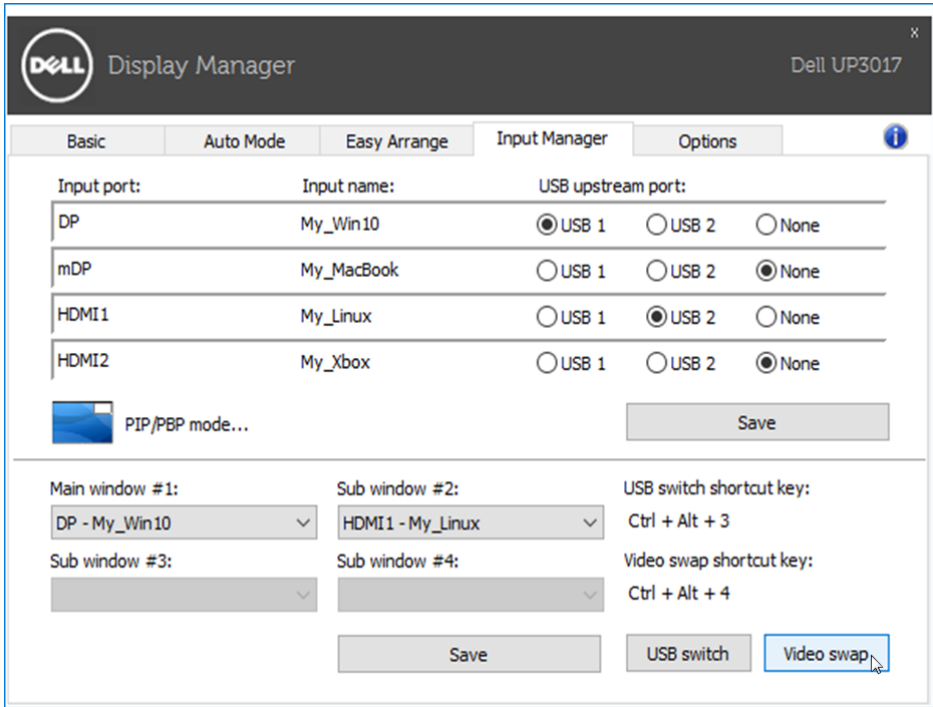 X
DELL Display Manager Dell UP3017
Basic Auto Mode Easy Arrange Input Manager Options i
Input port: Input name: USB upstream port:
DP My_Win10 USB 1 USB 2 None
mDP My_MacBook USB 1 USB 2 None
HDMI1 My_Linux USB 1 USB 2 None
HDMI2 My_Xbox USB 1 USB 2 None
PIP/PBP mode... Save
Main window #1: Sub window #2: USB switch shortcut key:
DP - My_Win10 HDMI1 - My_Linux Ctrl + Alt + 3
Sub window #3: Sub window #4: Video swap shortcut key:
Ctrl + Alt + 4
Save USB switch Video swap